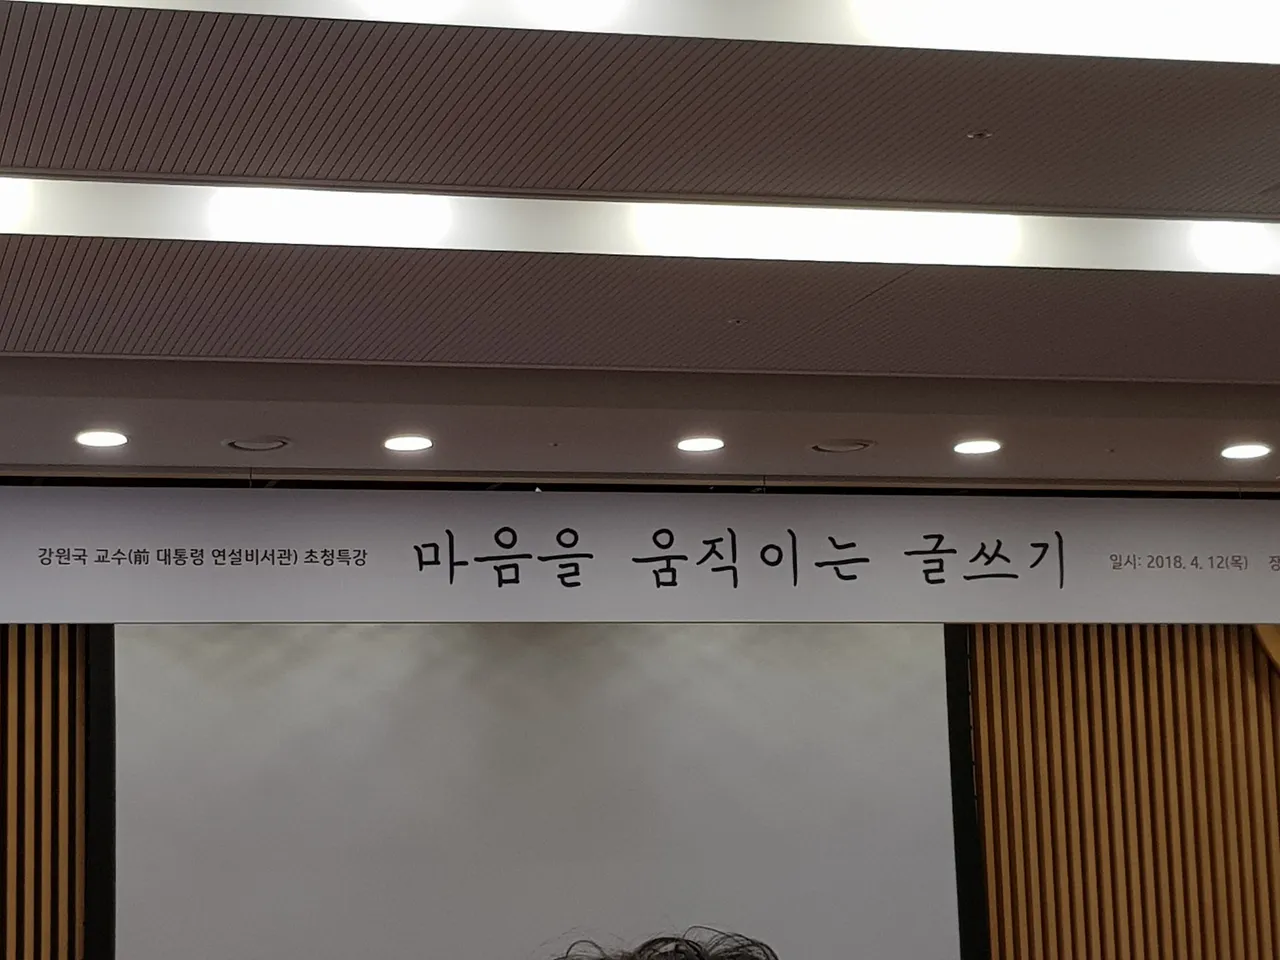 강원국 교수(前 대통령 연설비서관) 초청특강 마음을 움직이는 글쓰기 일시: 2018. 4. 12(목)